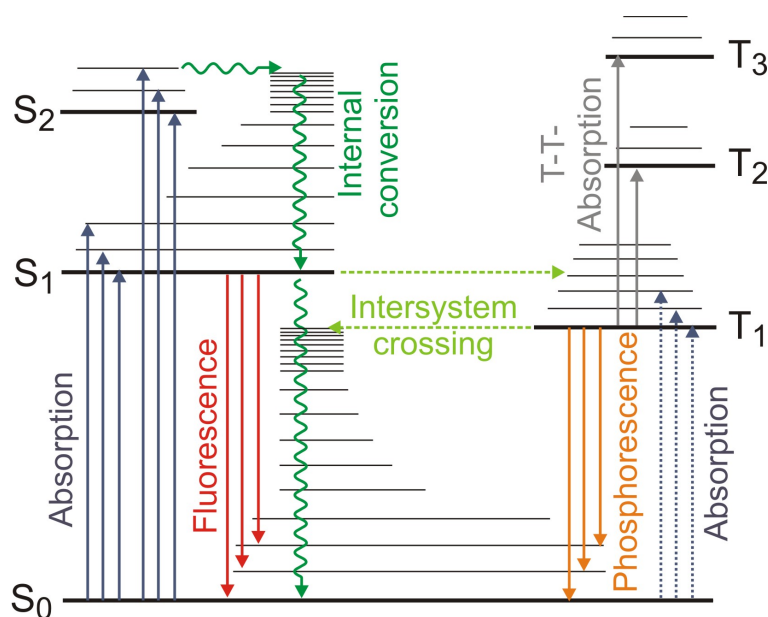 S2
S1
S0
Absorption
Fluorescence
Internal
conversion
Intersystem
crossing
T-T-
Absorption
Phosphorescence
Absorption
T3
T2
T1